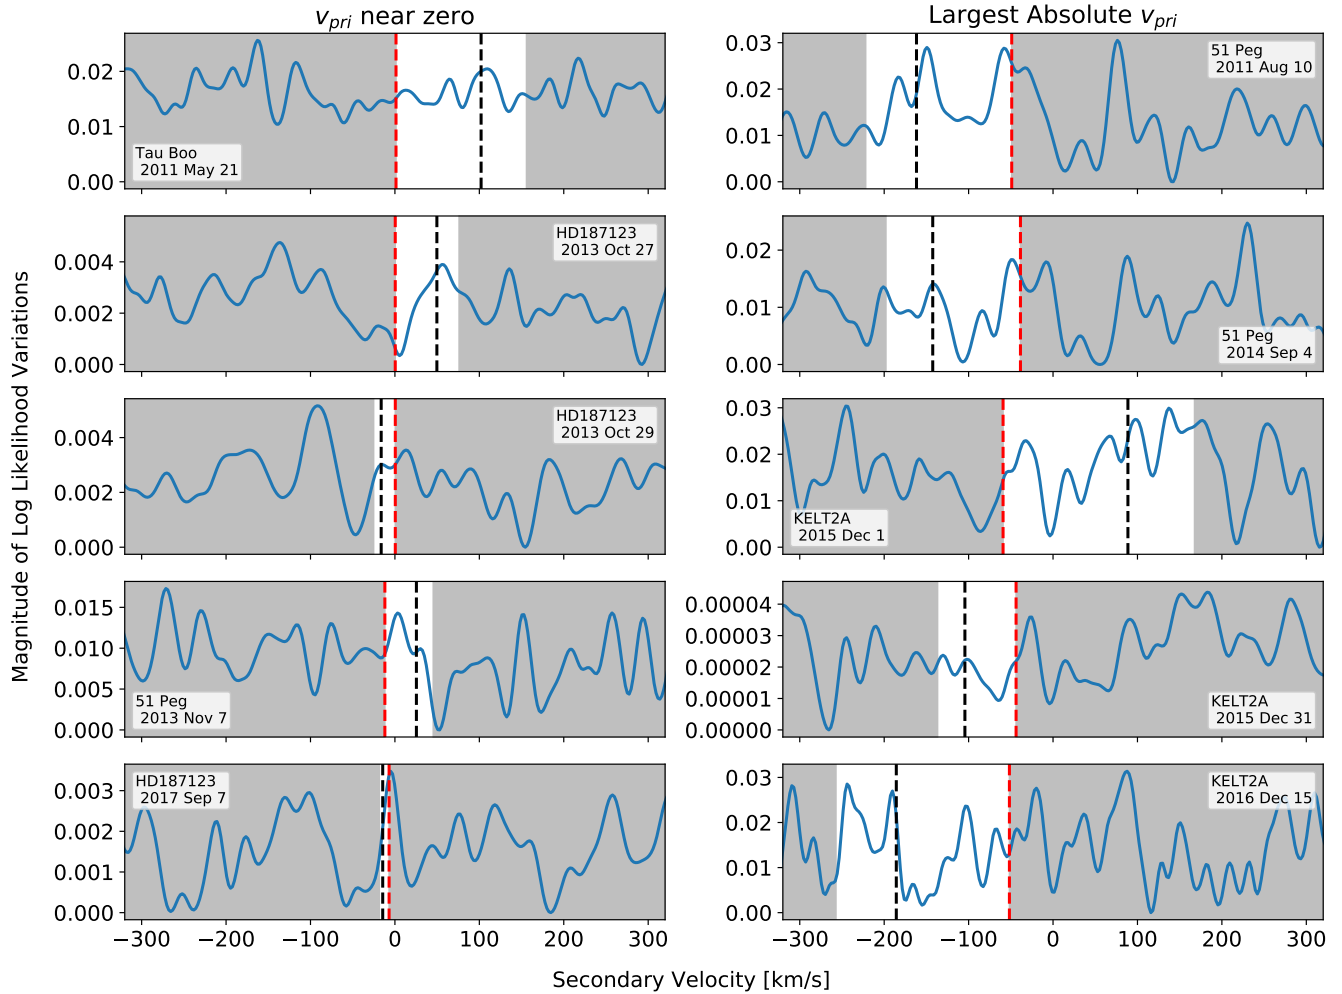 v_pri near zero
Largest Absolute v_pri
Magnitude of Log Likelihood Variations
0.02
0.01
0.00
Tau Boo
2011 May 21
0.03
0.02
0.01
0.00
51 Peg
2011 Aug 10
0.004
0.002
0.000
HD187123
2013 Oct 27
0.02
0.01
0.00
51 Peg
2014 Sep 4
0.004
0.002
0.000
HD187123
2013 Oct 29
0.03
0.02
0.01
0.00
KELT2A
2015 Dec 1
0.015
0.010
0.005
0.000
51 Peg
2013 Nov 7
0.00004
0.00003
0.00002
0.00001
0.00000
KELT2A
2015 Dec 31
0.003
0.002
0.001
0.000
HD187123
2017 Sep 7
−300 −200 −100 0 100 200 300
0.03
0.02
0.01
0.00
KELT2A
2016 Dec 15
−300 −200 −100 0 100 200 300
Secondary Velocity [km/s]